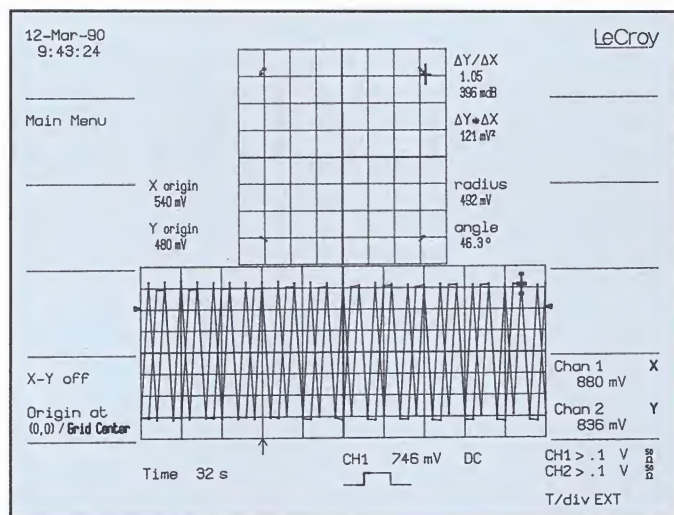 12-Mar-90
9:43:24
LeCroy
Main Menu
ΔY/ΔX
1.05
396 mdB
ΔY*ΔX
121 mV²
X origin
540 mV
Y origin
480 mV
radius
492 mV
angle
46.3°
X-Y off
Origin at
(0,0) / Grid Center
Chan 1 X
880 mV
Chan 2 Y
836 mV
Time 32 s
CH1 746 mV DC
CH1 > .1 V 50Ω
CH2 > .1 V 50Ω
T/div EXT